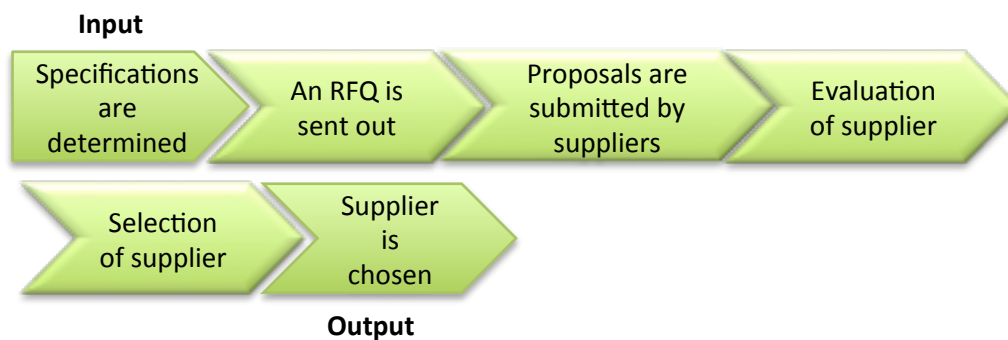 Input
Specifications
are
determined
An RFQ is
sent out
Proposals are
submitted by
suppliers
Evaluation
of supplier
Selection
of supplier
Supplier
is
chosen
Output